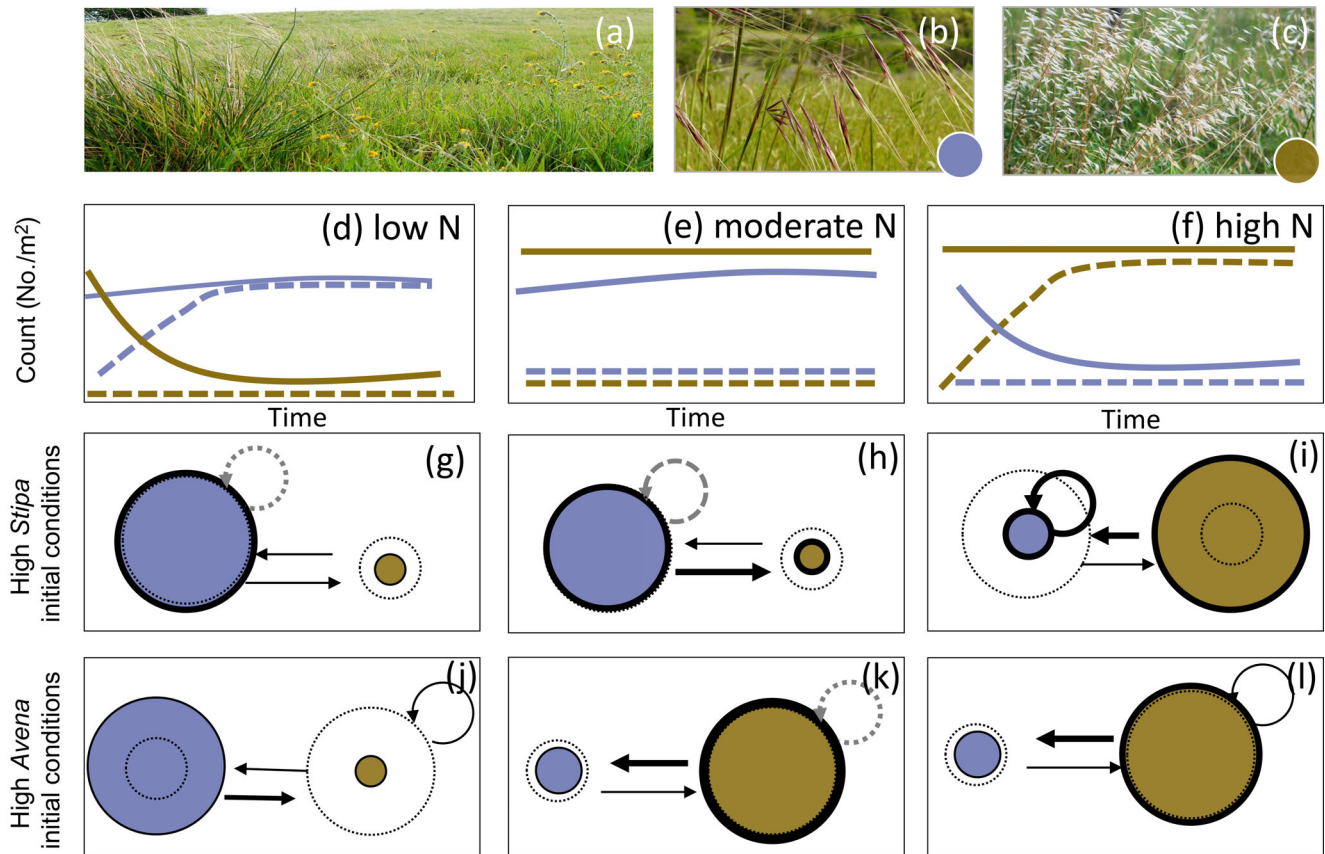 (a)
(b)
(c)
Count (No./m²)
(d) low N
(e) moderate N
(f) high N
Time
Time
Time
High Stipa
initial conditions
(g)
(h)
(i)
High Avena
initial conditions
(j)
(k)
(l)